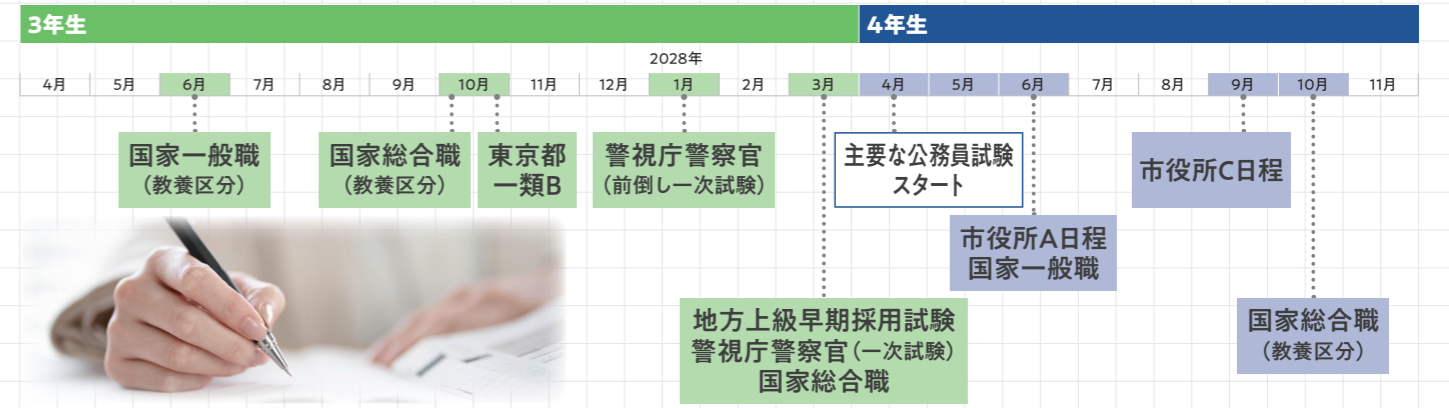 3年生
4年生
2028年
4月 5月 6月 7月 8月 9月 10月 11月 12月 1月 2月 3月 4月 5月 6月 7月 8月 9月 10月 11月
国家一般職
（教養区分）
国家総合職
（教養区分）
東京都
一類B
警視庁警察官
（前倒し一次試験）
主要な公務員試験
スタート
市役所C日程
市役所A日程
国家一般職
地方上級早期採用試験
警視庁警察官（一次試験）
国家総合職
国家総合職
（教養区分）